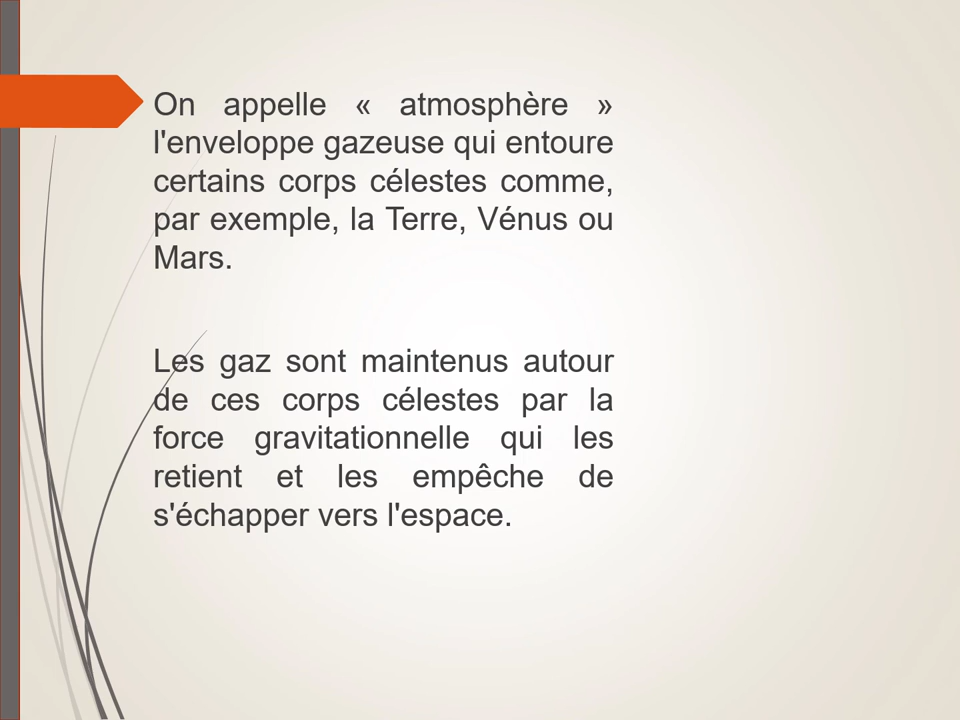 On appelle « atmosphère »
l'enveloppe gazeuse qui entoure
certains corps célestes comme,
par exemple, la Terre, Vénus ou
Mars.
Les gaz sont maintenus autour
de ces corps célestes par la
force gravitationnelle qui les
retient et les empêche de
s'échapper vers l'espace.